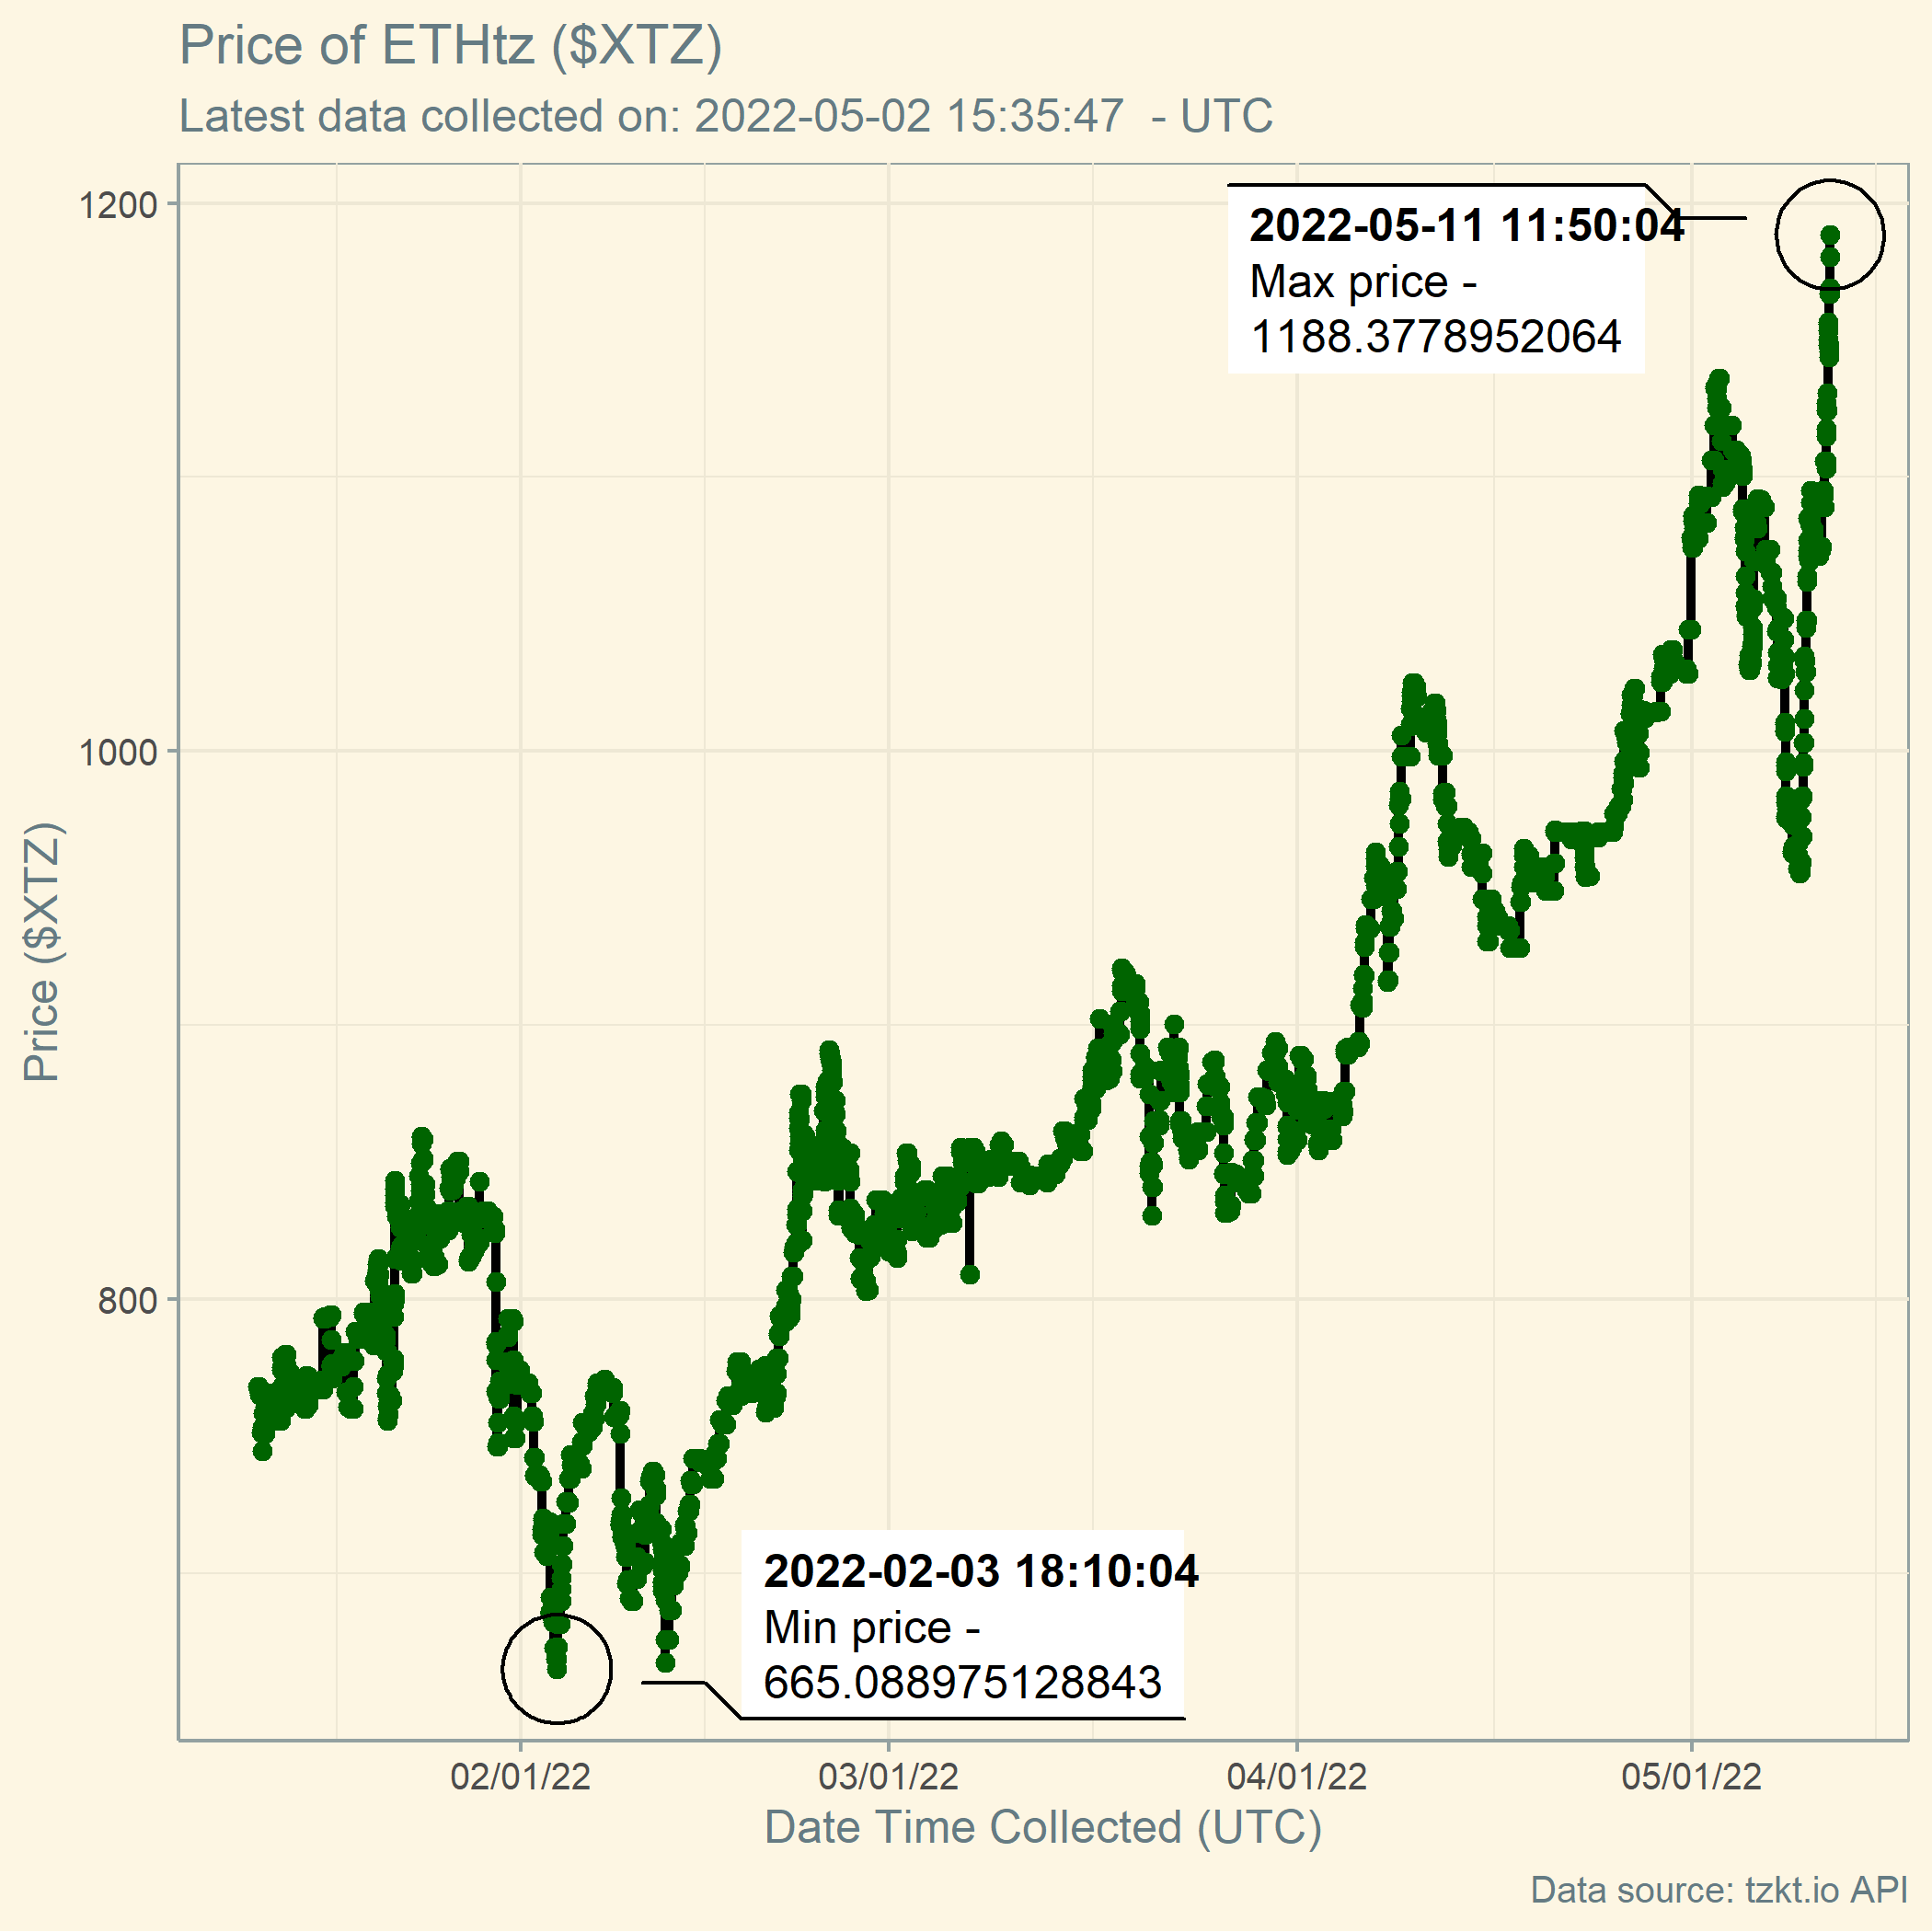 Price of ETHtz ($XTZ)
Latest data collected on: 2022-05-02 15:35:47  - UTC
1200
2022-05-11 11:50:04
Max price -
1188.3778952064
1000
Price ($XTZ)
800
2022-02-03 18:10:04
Min price -
665.088975128843
02/01/22
03/01/22
04/01/22
05/01/22
Date Time Collected (UTC)
Data source: tzkt.io API